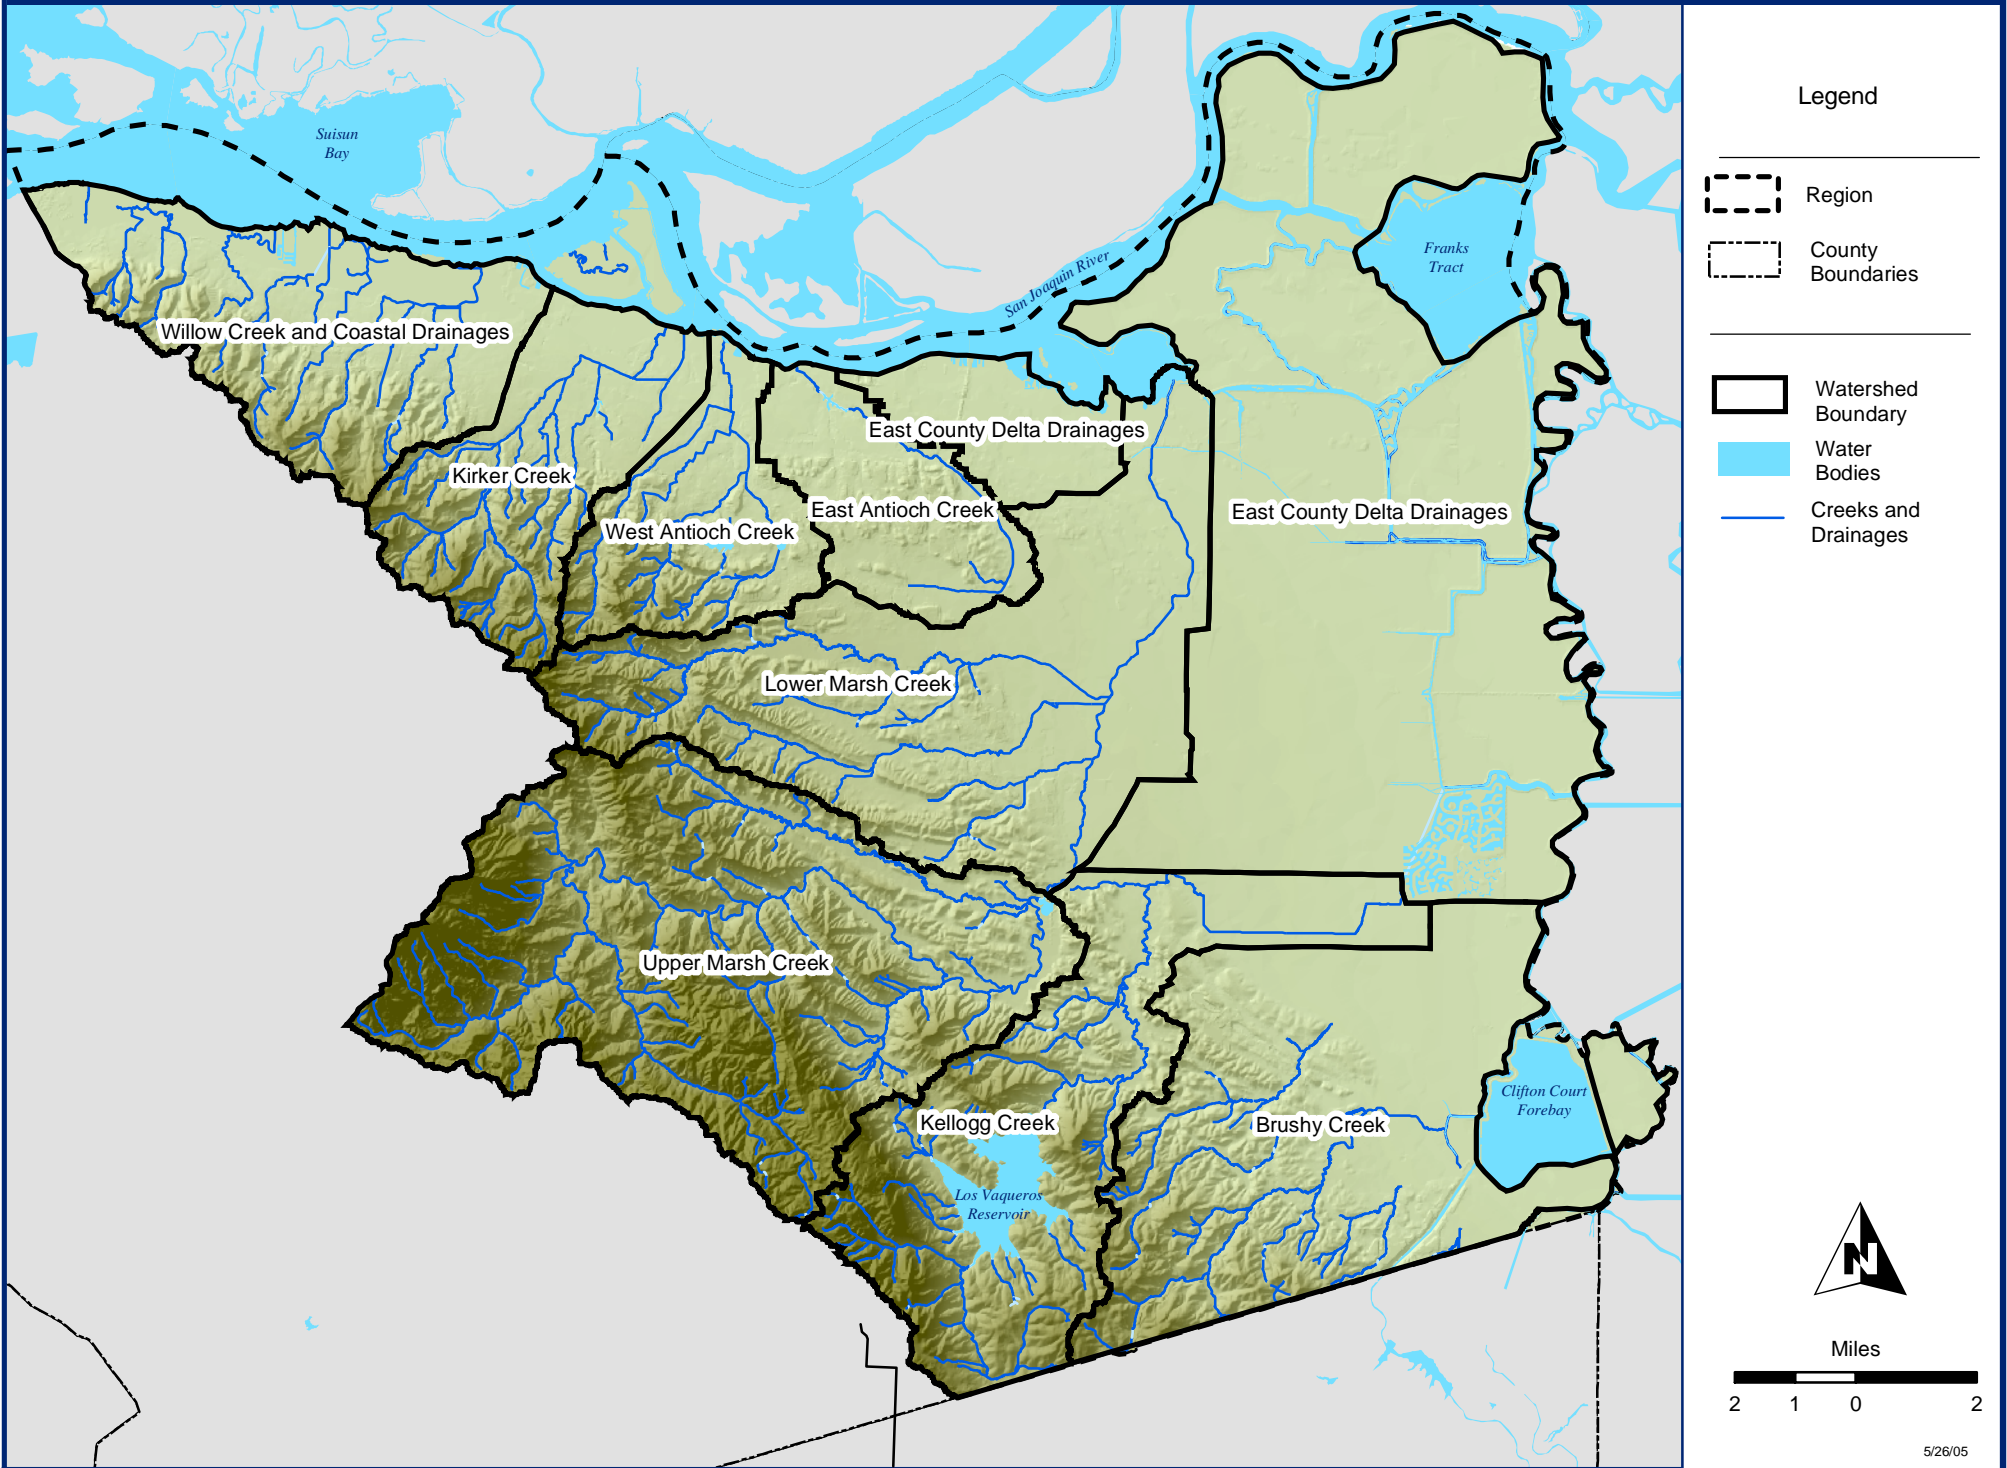 Suisun
Bay
San Joaquin River
Franks
Tract
Willow Creek and Coastal Drainages
East County Delta Drainages
Kirker Creek
East Antioch Creek
East County Delta Drainages
West Antioch Creek
Lower Marsh Creek
Upper Marsh Creek
Clifton Court
Forebay
Kellogg Creek
Brushy Creek
Los Vaqueros
Reservoir
Legend
Region
County
Boundaries
Watershed
Boundary
Water
Bodies
Creeks and
Drainages
N
Miles
2 1 0 2
5/26/05